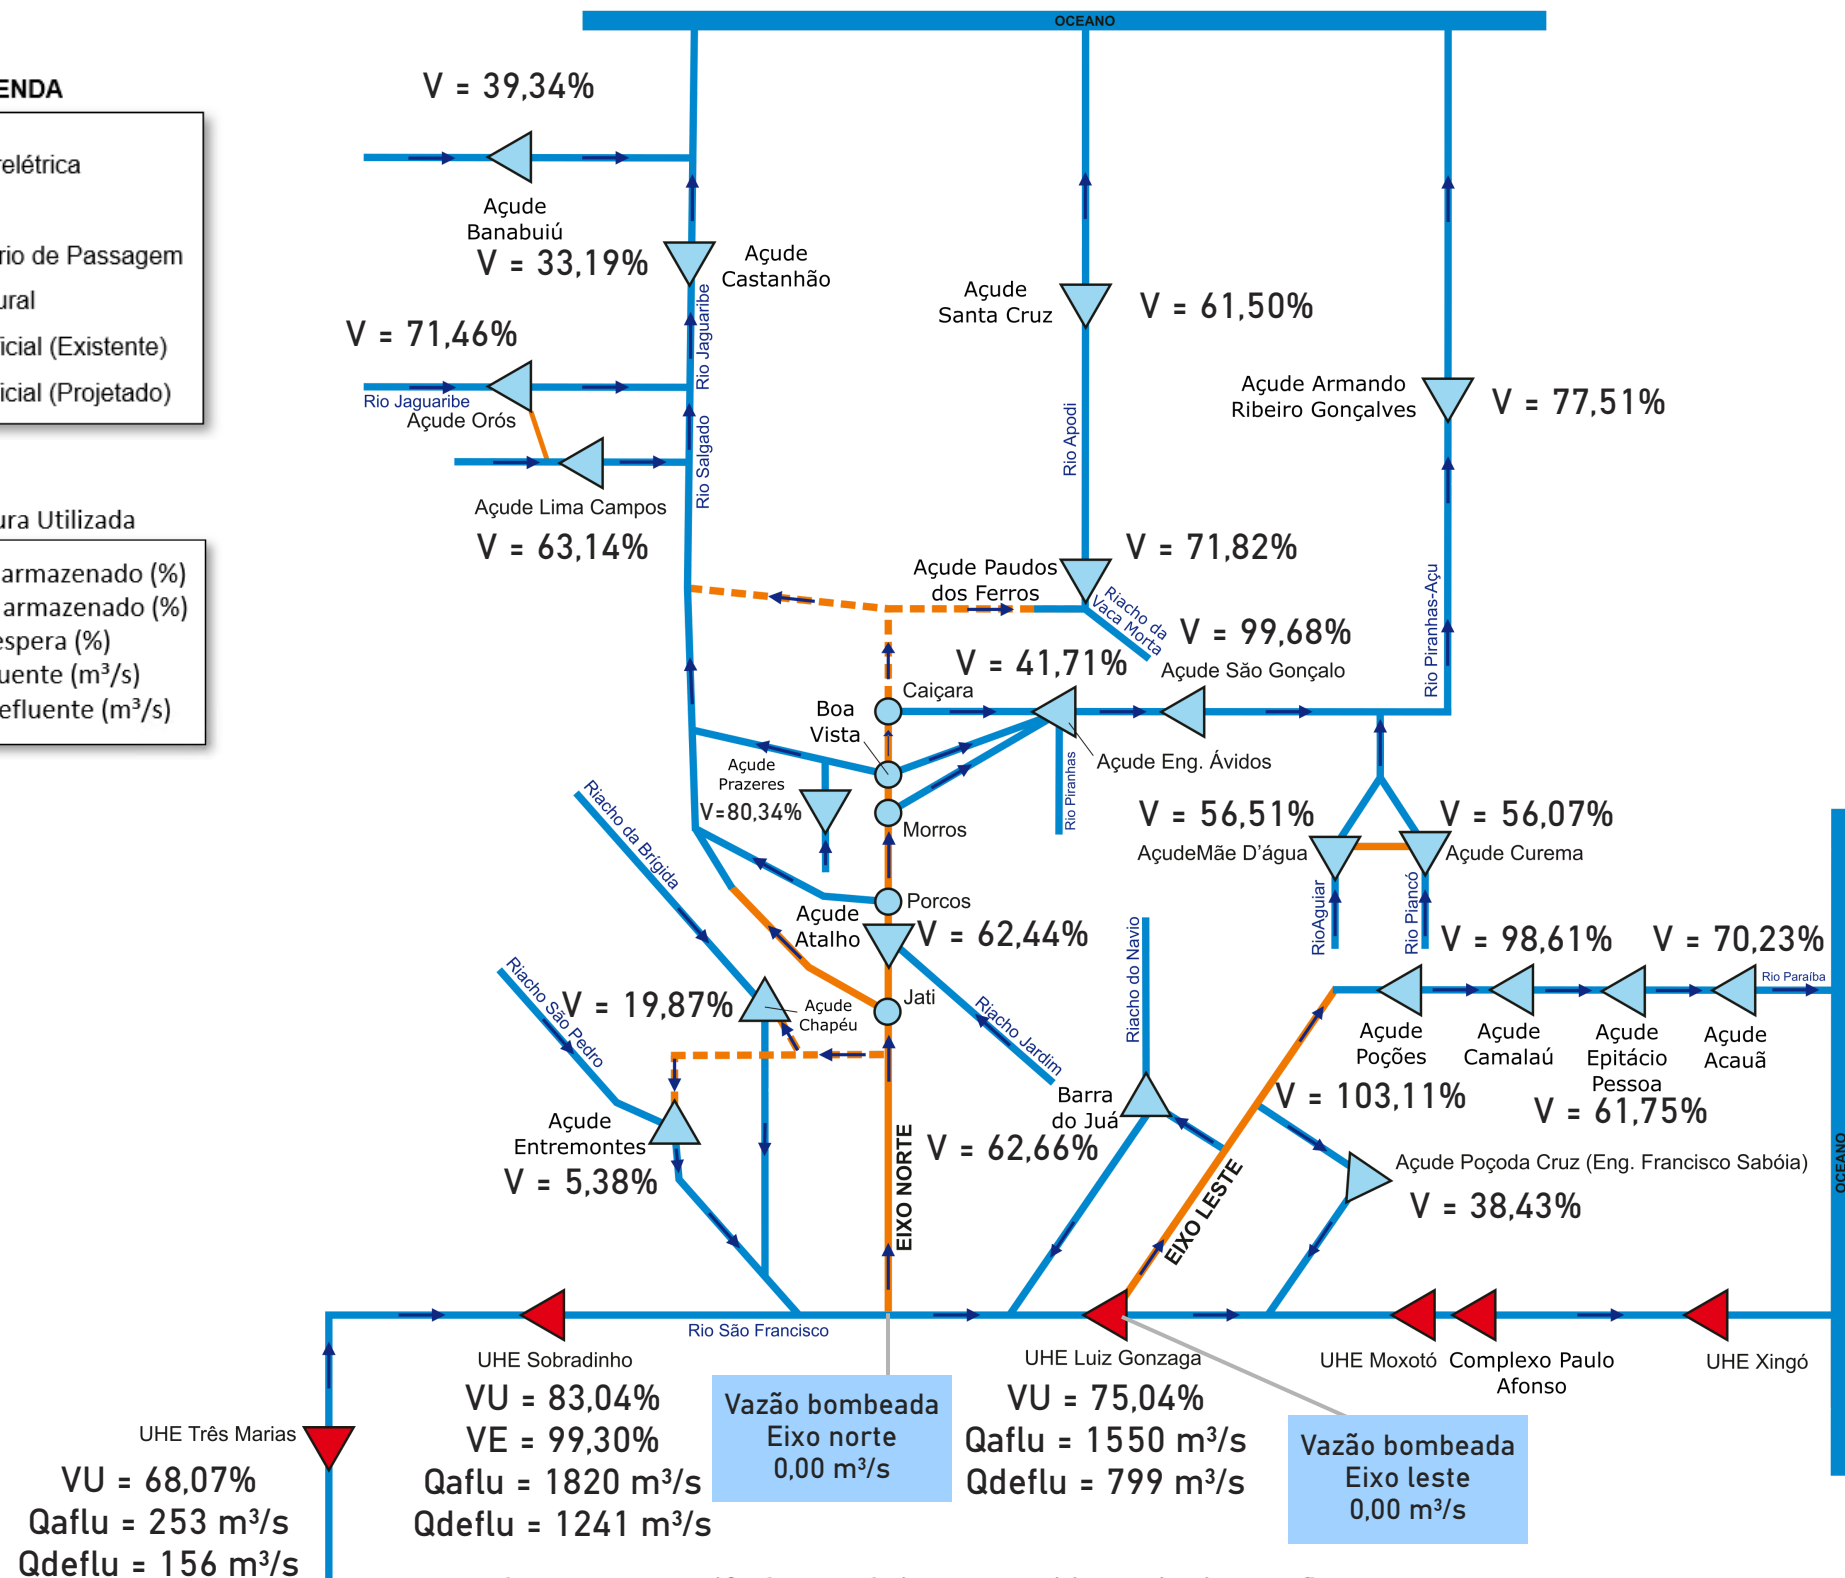 OCEANO
V = 39,34%
Açude
Banabuiú
V = 33,19%
Açude
Castanhão
V = 71,46%
Rio Jaguaribe
Açude Orós
Rio Jaguaribe
Rio Salgado
Açude Lima Campos
V = 63,14%
Açude
Santa Cruz
V = 61,50%
Rio Apodi
Açude Armando
Ribeiro Gonçalves
V = 77,51%
Rio Piranhas-Açu
Açude Paudos
dos Ferros
V = 71,82%
Riacho da
Vaca Morta
V = 99,68%
Açude São Gonçalo
V = 41,71%
Caiçara
Boa
Vista
Açude Eng. Ávidos
Rio Piranhas
Açude
Prazeres
V=80,34%
Morros
Porcos
V = 56,51%
AçudeMãe D'água
V = 56,07%
Açude Curema
RioAguiar
Rio Piancó
Riacho da Brígida
Riacho São Pedro
Açude
Atalho
V = 62,44%
Jati
Riacho Jardim
V = 19,87%
Açude
Chapéu
Açude
Entremontes
V = 5,38%
EIXO NORTE
Riacho do Navio
Barra
do Juá
V = 62,66%
EIXO LESTE
V = 98,61%
V = 70,23%
Rio Paraíba
Açude
Poções
Açude
Camalaú
Açude
Epitácio
Pessoa
Açude
Acauã
V = 103,11%
V = 61,75%
Açude Poçoda Cruz (Eng. Francisco Sabóia)
V = 38,43%
OCEANO
Rio São Francisco
UHE Sobradinho
VU = 83,04%
VE = 99,30%
Qaflu = 1820 m³/s
Qdeflu = 1241 m³/s
Vazão bombeada
Eixo norte
0,00 m³/s
UHE Luiz Gonzaga
VU = 75,04%
Qaflu = 1550 m³/s
Qdeflu = 799 m³/s
Vazão bombeada
Eixo leste
0,00 m³/s
UHE Moxotó
Complexo Paulo
Afonso
UHE Xingó
UHE Três Marias
VU = 68,07%
Qaflu = 253 m³/s
Qdeflu = 156 m³/s
ENDA
relétrica
rio de Passagem
ural
ficial (Existente)
ficial (Projetado)
ura Utilizada
armazenado (%)
armazenado (%)
espera (%)
luente (m³/s)
efluente (m³/s)